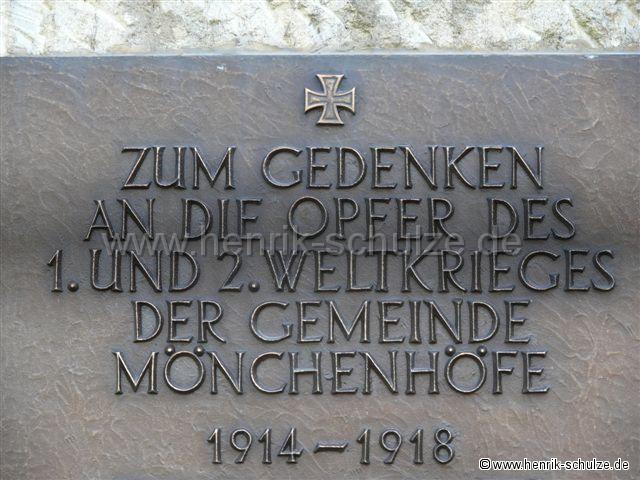 ZUM GEDENKEN
AN DIE OPFER DES
1. UND 2. WELTKRIEGES
DER GEMEINDE
MÖNCHENHÖFE
1914 – 1918
www.henrik-schulze.de
©www.henrik-schulze.de